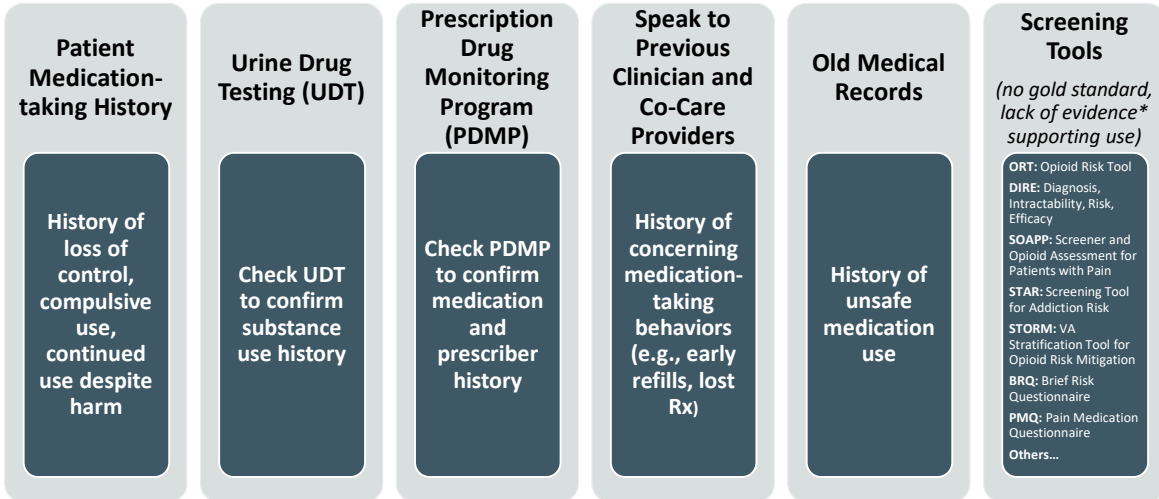 Patient
Medication-
taking History
History of
loss of
control,
compulsive
use,
continued
use despite
harm
Urine Drug
Testing (UDT)
Check UDT
to confirm
substance
use history
Prescription
Drug
Monitoring
Program
(PDMP)
Check PDMP
to confirm
medication
and
prescriber
history
Speak to
Previous
Clinician and
Co-Care
Providers
History of
concerning
medication-
taking
behaviors
(e.g., early
refills, lost
Rx)
Old Medical
Records
History of
unsafe
medication
use
Screening
Tools
(no gold standard,
lack of evidence*
supporting use)
ORT: Opioid Risk Tool
DIRE: Diagnosis,
Intractability, Risk,
Efficacy
SOAPP: Screener and
Opioid Assessment for
Patients with Pain
STAR: Screening Tool
for Addiction Risk
STORM: VA
Stratification Tool for
Opioid Risk Mitigation
BRQ: Brief Risk
Questionnaire
PMQ: Pain Medication
Questionnaire
Others…